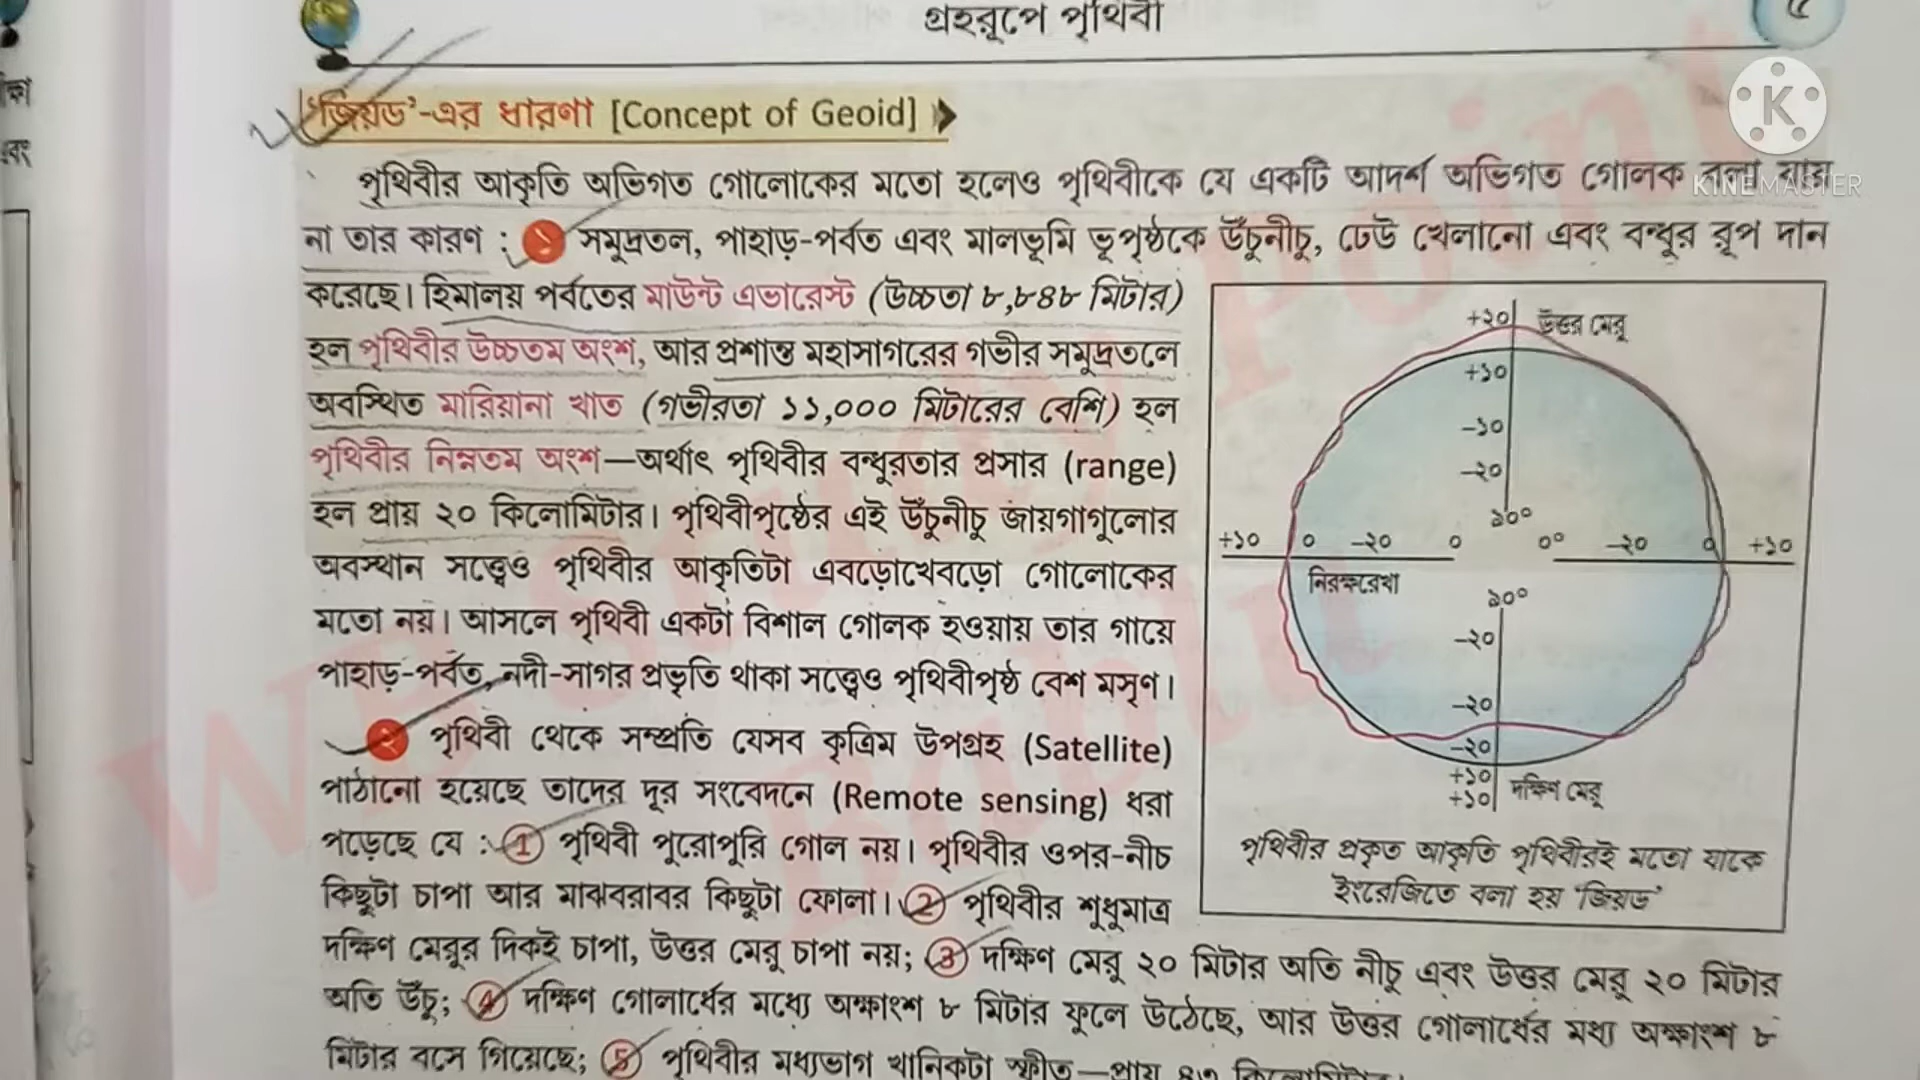 গ্রহরূপে পৃথিবী
৫
'জিয়ড'-এর ধারণা [Concept of Geoid]
KINEMASTER
পৃথিবীর আকৃতি অভিগত গোলোকের মতো হলেও পৃথিবীকে যে একটি আদর্শ অভিগত গোলক বলা যায়
না তার কারণ : ১ সমুদ্রতল, পাহাড়-পর্বত এবং মালভূমি ভূপৃষ্ঠকে উঁচুনীচু, ঢেউ খেলানো এবং বন্ধুর রূপ দান
করেছে। হিমালয় পর্বতের মাউন্ট এভারেস্ট (উচ্চতা ৮,৮৪৮ মিটার)
হল পৃথিবীর উচ্চতম অংশ, আর প্রশান্ত মহাসাগরের গভীর সমুদ্রতলে
অবস্থিত মারিয়ানা খাত (গভীরতা ১১,০০০ মিটারের বেশি) হল
পৃথিবীর নিম্নতম অংশ—অর্থাৎ পৃথিবীর বন্ধুরতার প্রসার (range)
হল প্রায় ২০ কিলোমিটার। পৃথিবীপৃষ্ঠের এই উঁচুনীচু জায়গাগুলোর
অবস্থান সত্ত্বেও পৃথিবীর আকৃতিটা এবড়োখেবড়ো গোলোকের
মতো নয়। আসলে পৃথিবী একটা বিশাল গোলক হওয়ায় তার গায়ে
পাহাড়-পর্বত, নদী-সাগর প্রভৃতি থাকা সত্ত্বেও পৃথিবীপৃষ্ঠ বেশ মসৃণ।
২ পৃথিবী থেকে সম্প্রতি যেসব কৃত্রিম উপগ্রহ (Satellite)
পাঠানো হয়েছে তাদের দূর সংবেদনে (Remote sensing) ধরা
পড়েছে যে : 1 পৃথিবী পুরোপুরি গোল নয়। পৃথিবীর ওপর-নীচ
কিছুটা চাপা আর মাঝবরাবর কিছুটা ফোলা। 2 পৃথিবীর শুধুমাত্র
দক্ষিণ মেরুর দিকই চাপা, উত্তর মেরু চাপা নয়; 3 দক্ষিণ মেরু ২০ মিটার অতি নীচু এবং উত্তর মেরু ২০ মিটার
অতি উঁচু; 4 দক্ষিণ গোলার্ধের মধ্যে অক্ষাংশ ৮ মিটার ফুলে উঠেছে, আর উত্তর গোলার্ধের মধ্য অক্ষাংশ ৮
মিটার বসে গিয়েছে; 5 পৃথিবীর মধ্যভাগ খানিকটা স্ফীত—প্রায় ৪৩ কিলোমিটার।
+২০ উত্তর মেরু
+১০
−১০
−২০
৯০°
+১০ ০ −২০ ০ ০° −২০ ০ +১০
নিরক্ষরেখা
৯০°
−২০
−২০
−২০
+১০
+১০ দক্ষিণ মেরু
পৃথিবীর প্রকৃত আকৃতি পৃথিবীরই মতো যাকে
ইংরেজিতে বলা হয় 'জিয়ড'